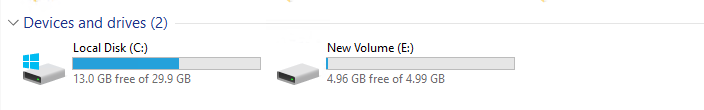 Devices and drives (2)
Local Disk (C:)
13.0 GB free of 29.9 GB
New Volume (E:)
4.96 GB free of 4.99 GB